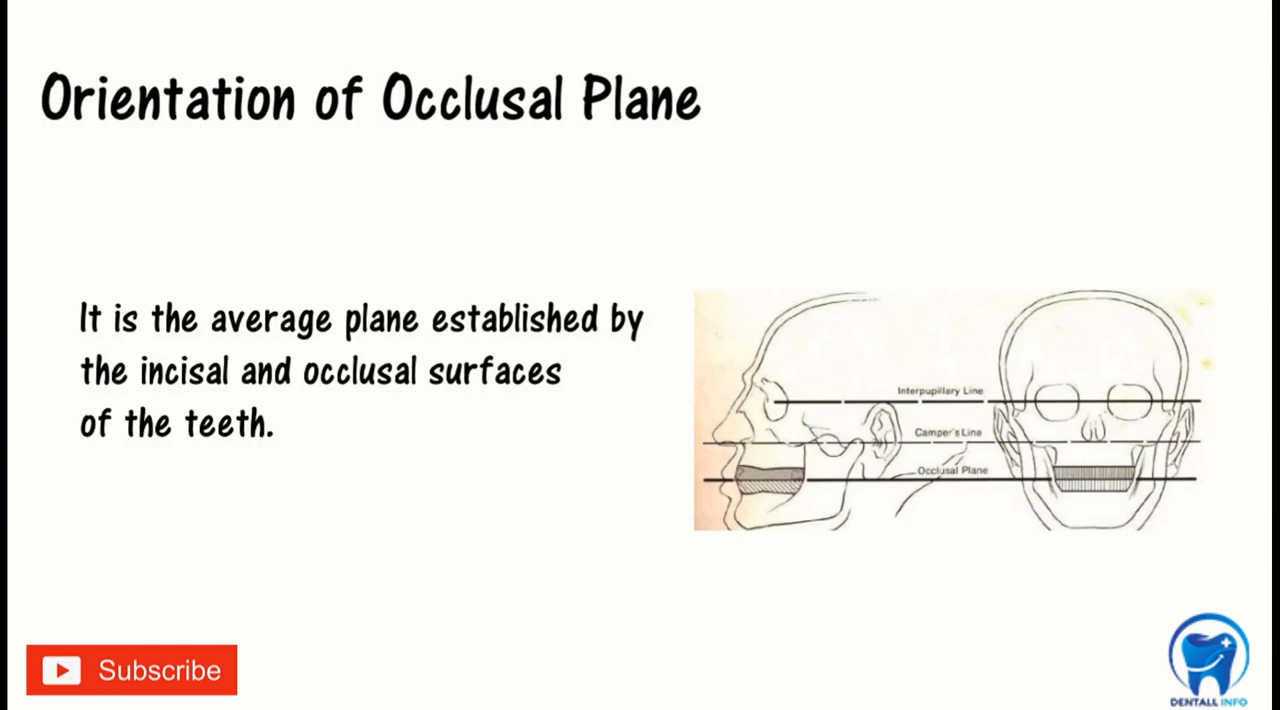 Orientation of Occlusal Plane
It is the average plane established by
the incisal and occlusal surfaces
of the teeth.
Interpupillary Line
Camper's Line
Occlusal Plane
Subscribe
DENTALL INFO